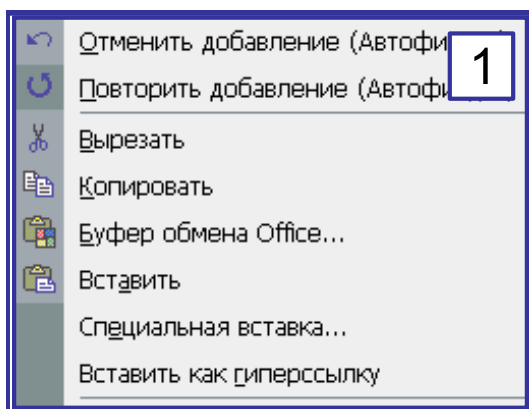 Отменить добавление (Автофи
1
Повторить добавление (Автофи
Вырезать
Копировать
Буфер обмена Office...
Вставить
Специальная вставка...
Вставить как гиперссылку